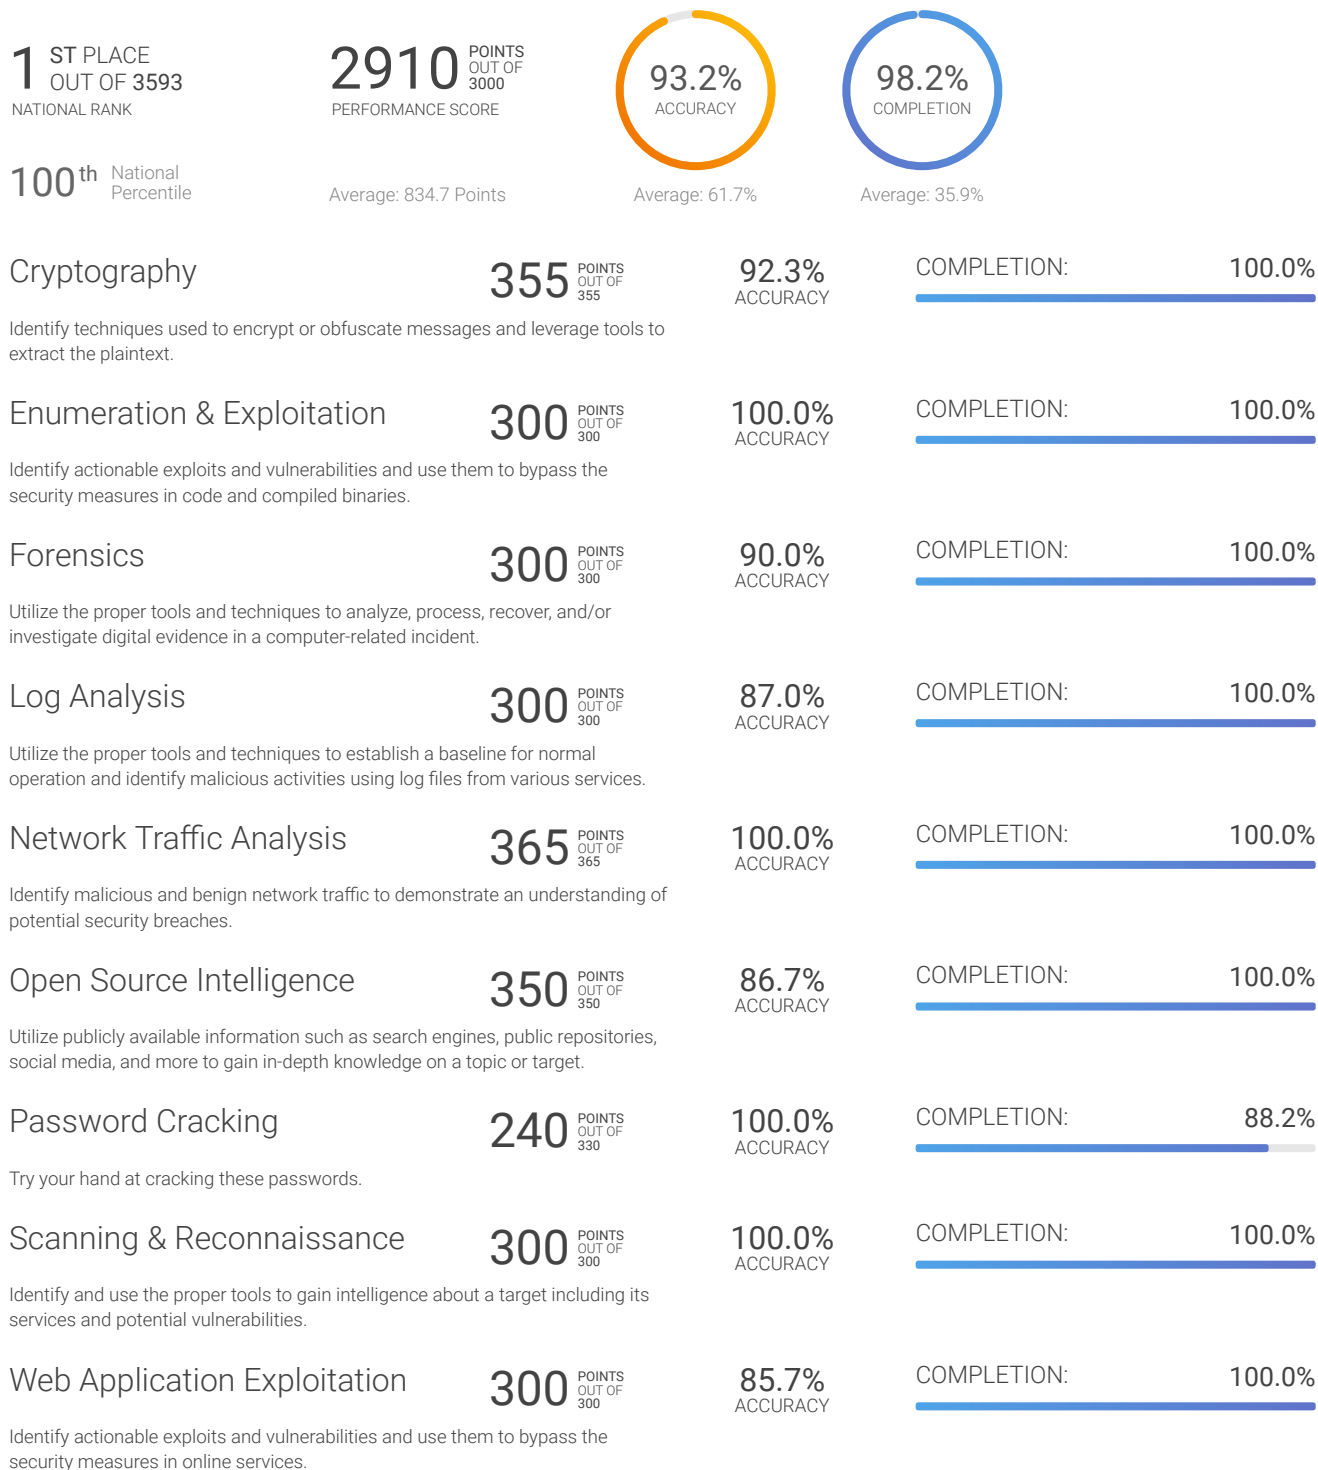 1 ST PLACE
OUT OF 3593
NATIONAL RANK
100th National
Percentile
2910 POINTS
OUT OF
3000
PERFORMANCE SCORE
Average: 834.7 Points
93.2%
ACCURACY
Average: 61.7%
98.2%
COMPLETION
Average: 35.9%
Cryptography
355 POINTS
OUT OF
355
92.3%
ACCURACY
COMPLETION: 100.0%
Identify techniques used to encrypt or obfuscate messages and leverage tools to
extract the plaintext.
Enumeration & Exploitation
300 POINTS
OUT OF
300
100.0%
ACCURACY
COMPLETION: 100.0%
Identify actionable exploits and vulnerabilities and use them to bypass the
security measures in code and compiled binaries.
Forensics
300 POINTS
OUT OF
300
90.0%
ACCURACY
COMPLETION: 100.0%
Utilize the proper tools and techniques to analyze, process, recover, and/or
investigate digital evidence in a computer-related incident.
Log Analysis
300 POINTS
OUT OF
300
87.0%
ACCURACY
COMPLETION: 100.0%
Utilize the proper tools and techniques to establish a baseline for normal
operation and identify malicious activities using log files from various services.
Network Traffic Analysis
365 POINTS
OUT OF
365
100.0%
ACCURACY
COMPLETION: 100.0%
Identify malicious and benign network traffic to demonstrate an understanding of
potential security breaches.
Open Source Intelligence
350 POINTS
OUT OF
350
86.7%
ACCURACY
COMPLETION: 100.0%
Utilize publicly available information such as search engines, public repositories,
social media, and more to gain in-depth knowledge on a topic or target.
Password Cracking
240 POINTS
OUT OF
330
100.0%
ACCURACY
COMPLETION: 88.2%
Try your hand at cracking these passwords.
Scanning & Reconnaissance
300 POINTS
OUT OF
300
100.0%
ACCURACY
COMPLETION: 100.0%
Identify and use the proper tools to gain intelligence about a target including its
services and potential vulnerabilities.
Web Application Exploitation
300 POINTS
OUT OF
300
85.7%
ACCURACY
COMPLETION: 100.0%
Identify actionable exploits and vulnerabilities and use them to bypass the
security measures in online services.